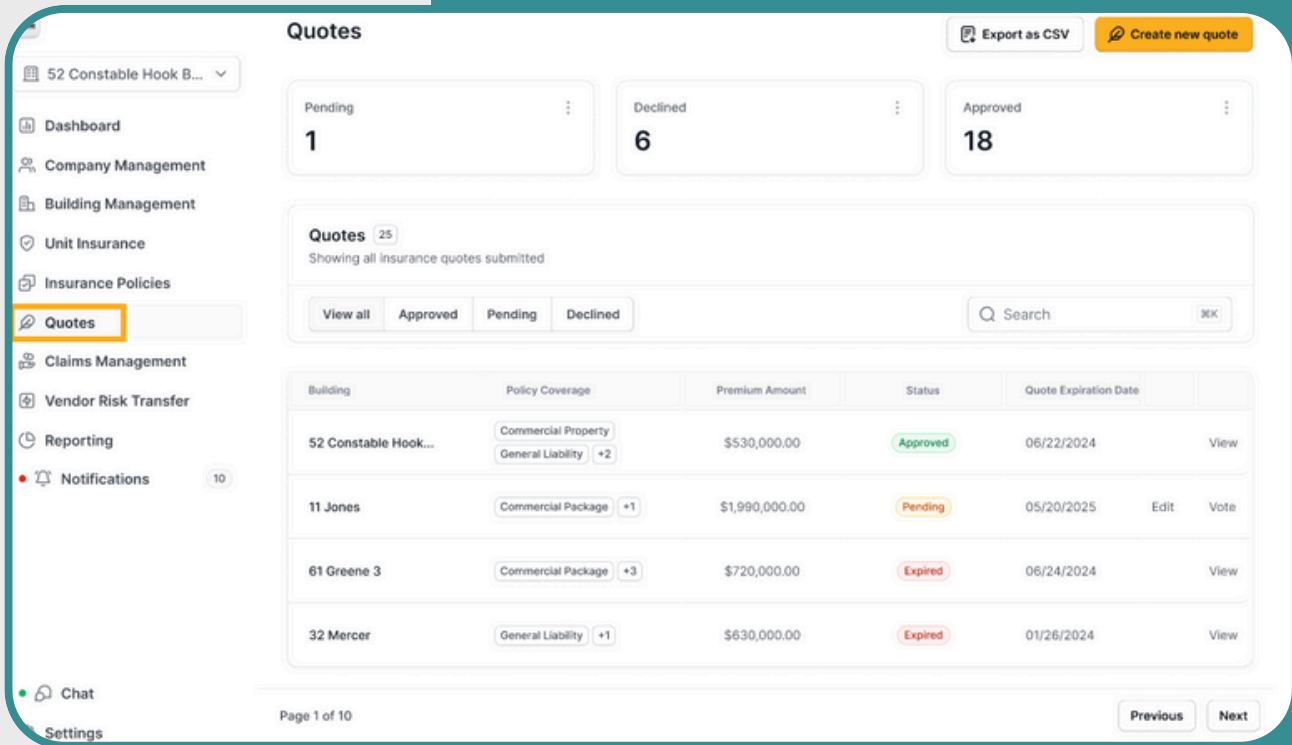 Quotes
Export as CSV
Create new quote
52 Constable Hook B...
Dashboard
Company Management
Building Management
Unit Insurance
Insurance Policies
Quotes
Claims Management
Vendor Risk Transfer
Reporting
Notifications 10
Chat
Settings
Pending
1
Declined
6
Approved
18
Quotes 25
Showing all insurance quotes submitted
View all Approved Pending Declined
Search ⌘K
Building Policy Coverage Premium Amount Status Quote Expiration Date
52 Constable Hook... Commercial Property General Liability +2 $530,000.00 Approved 06/22/2024 View
11 Jones Commercial Package +1 $1,990,000.00 Pending 05/20/2025 Edit Vote
61 Greene 3 Commercial Package +3 $720,000.00 Expired 06/24/2024 View
32 Mercer General Liability +1 $630,000.00 Expired 01/26/2024 View
Page 1 of 10
Previous Next